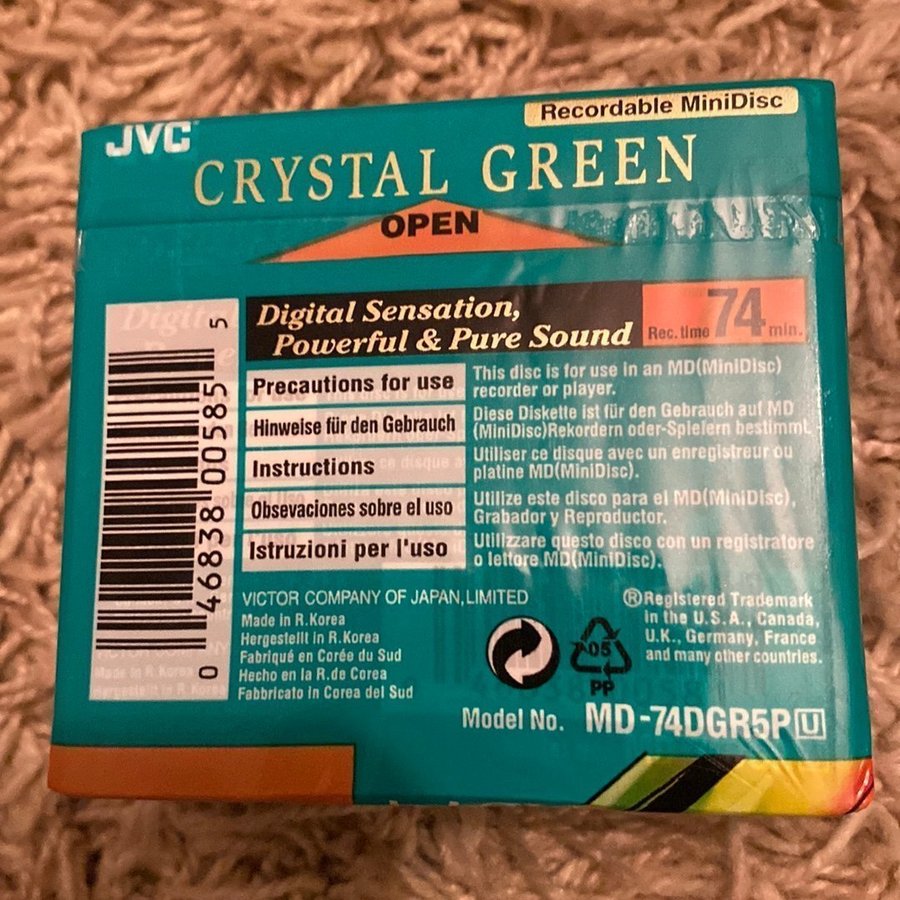 JVC
Recordable MiniDisc
CRYSTAL GREEN
OPEN
Digital Sensation,
Powerful & Pure Sound
Rec. time 74 min.
Precautions for use
This disc is for use in an MD(MiniDisc)
recorder or player.
Hinweise für den Gebrauch
Diese Diskette ist für den Gebrauch auf MD
(MiniDisc)Rekordern oder-Spielern bestimmt.
Instructions
Utiliser ce disque avec un enregistreur ou
platine MD(MiniDisc).
Obsevaciones sobre el uso
Utilize este disco para el MD(MiniDisc),
Grabador y Reproductor.
Istruzioni per l'uso
Utilizzare questo disco con un registratore
o lettore MD(MiniDisc).
0 46838 00585 5
VICTOR COMPANY OF JAPAN, LIMITED
Made in R.Korea
Hergestellt in R.Korea
Fabriqué en Corée du Sud
Hecho en la R.de Corea
Fabbricato in Corea del Sud
®Registered Trademark
in the U.S.A., Canada,
U.K., Germany, France
and many other countries.
05
PP
Model No. MD-74DGR5P U